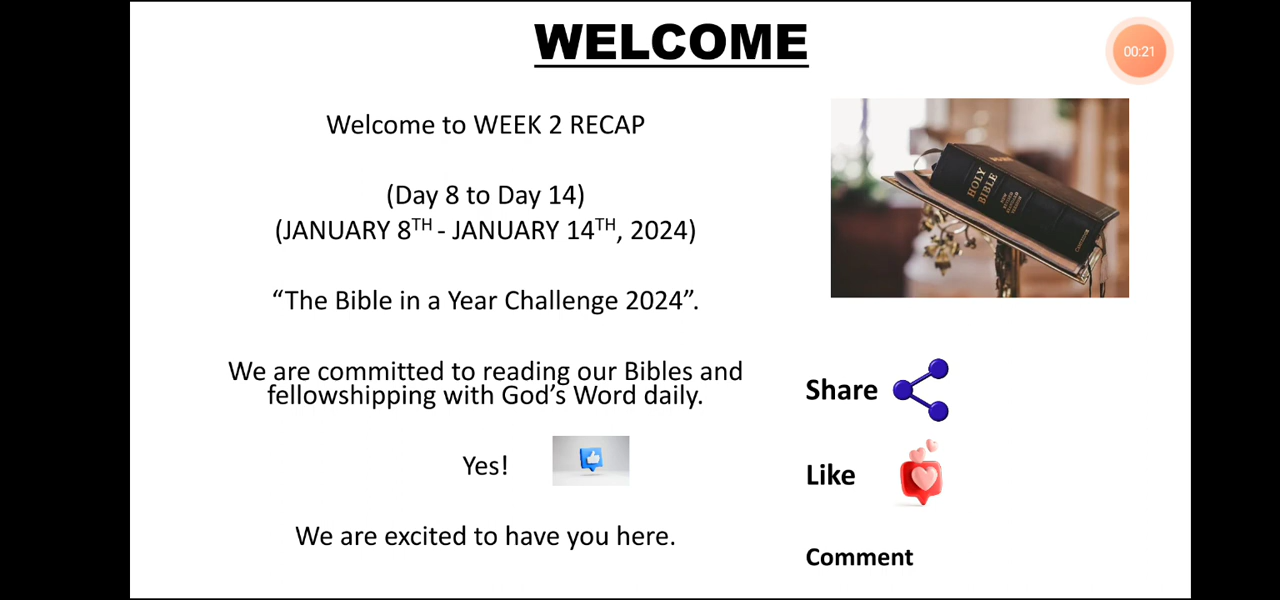 WELCOME
00:21
Welcome to WEEK 2 RECAP
(Day 8 to Day 14)
(JANUARY 8TH - JANUARY 14TH, 2024)
“The Bible in a Year Challenge 2024”.
We are committed to reading our Bibles and
fellowshipping with God’s Word daily.
Yes!
We are excited to have you here.
HOLY
BIBLE
Share
Like
Comment